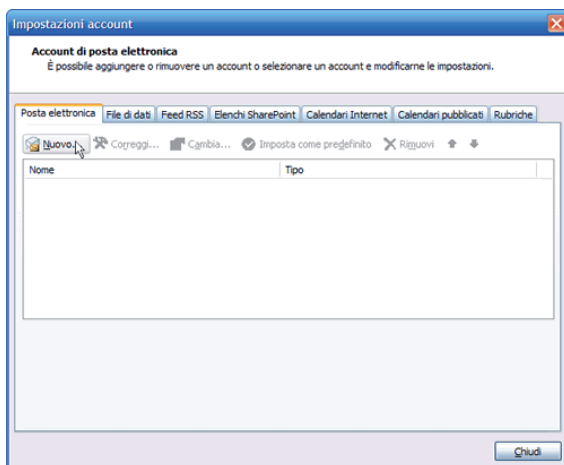 Impostazioni account
Account di posta elettronica
È possibile aggiungere o rimuovere un account o selezionare un account e modificarne le impostazioni.
Posta elettronica File di dati Feed RSS Elenchi SharePoint Calendari Internet Calendari pubblicati Rubriche
Nuovo... Correggi... Cambia... Imposta come predefinito Rimuovi
Nome Tipo
Chiudi